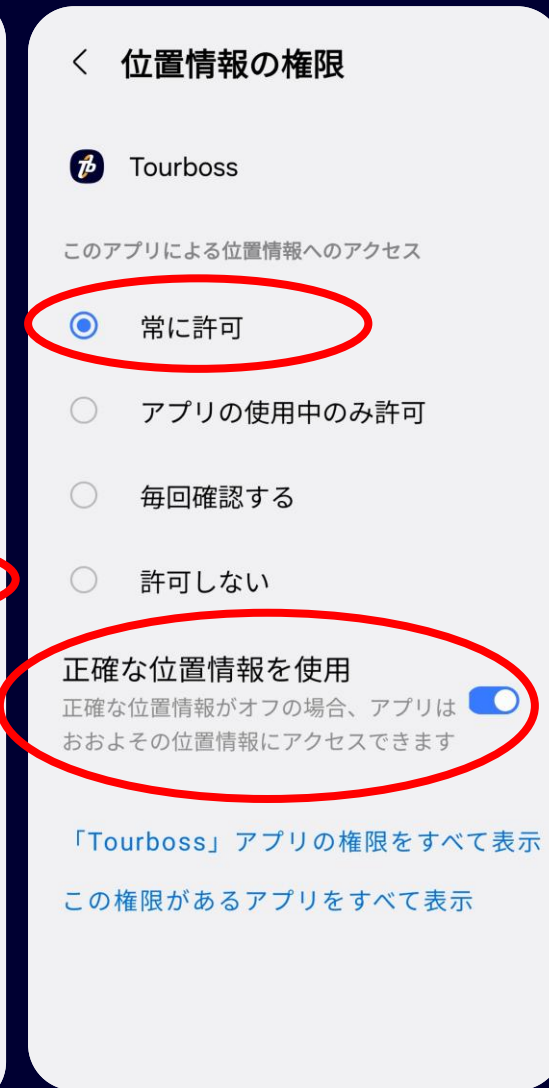 位置情報の権限
Tourboss
このアプリによる位置情報へのアクセス
常に許可
アプリの使用中のみ許可
毎回確認する
許可しない
正確な位置情報を使用
正確な位置情報がオフの場合、アプリは
おおよその位置情報にアクセスできます
「Tourboss」アプリの権限をすべて表示
この権限があるアプリをすべて表示